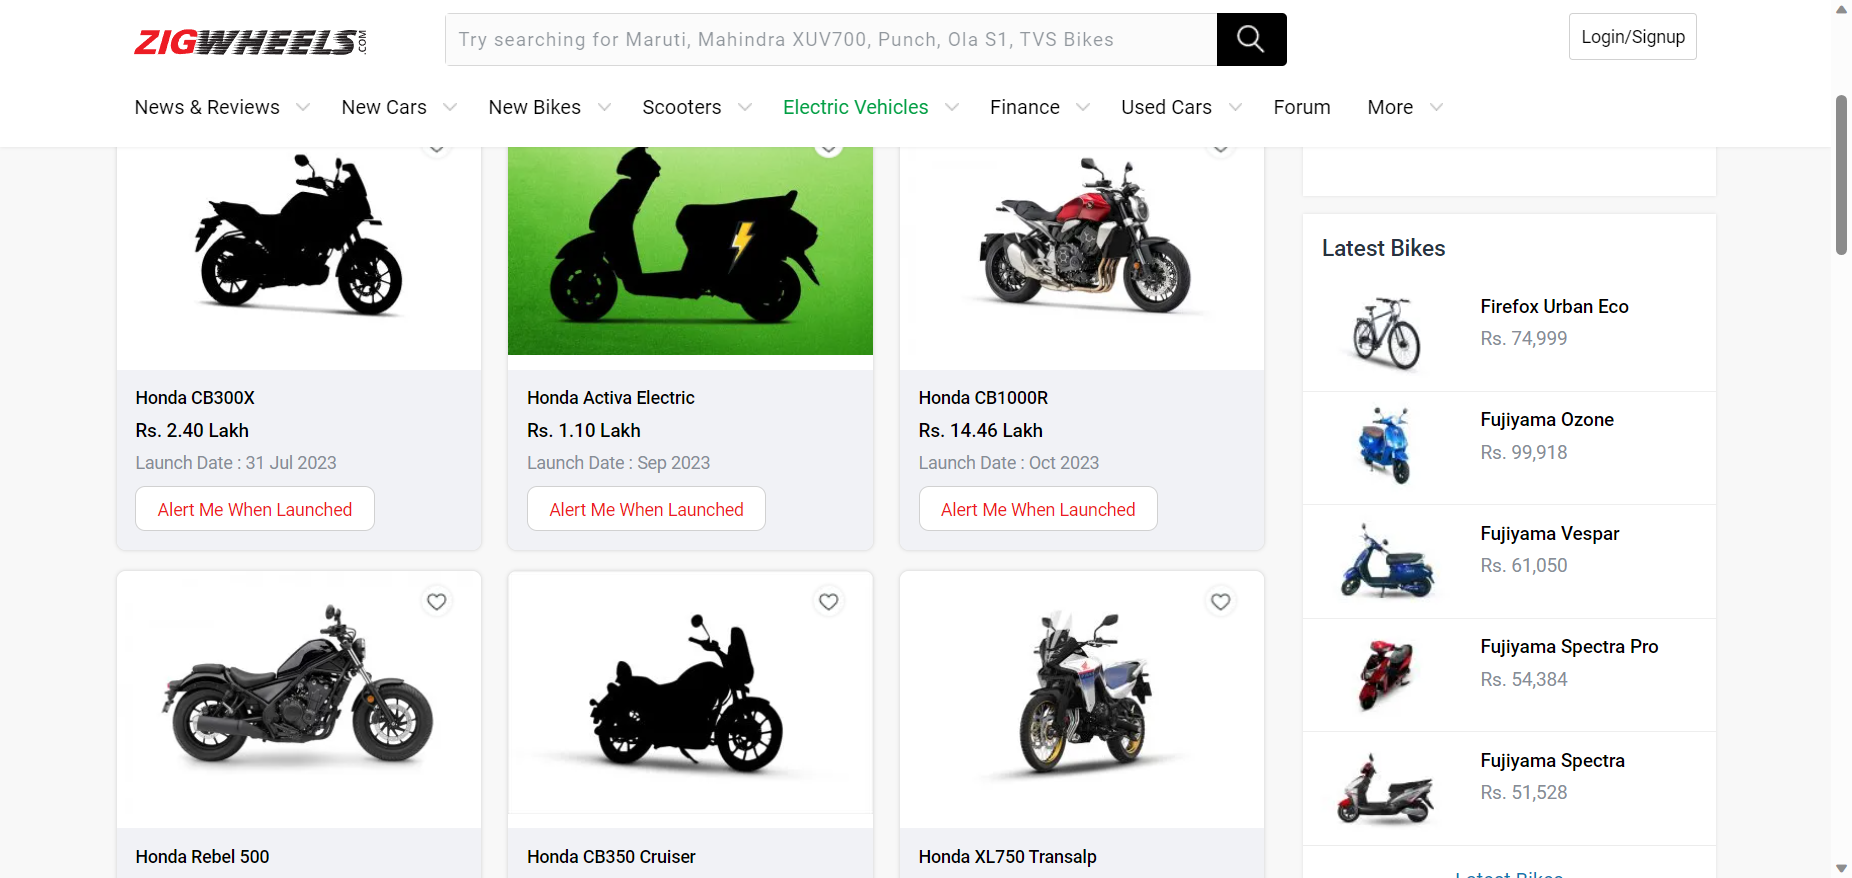 ZIGWHEELS.COM
Try searching for Maruti, Mahindra XUV700, Punch, Ola S1, TVS Bikes
Login/Signup
News & Reviews
New Cars
New Bikes
Scooters
Electric Vehicles
Finance
Used Cars
Forum
More
Honda CB300X
Rs. 2.40 Lakh
Launch Date : 31 Jul 2023
Alert Me When Launched
Honda Activa Electric
Rs. 1.10 Lakh
Launch Date : Sep 2023
Alert Me When Launched
Honda CB1000R
Rs. 14.46 Lakh
Launch Date : Oct 2023
Alert Me When Launched
Honda Rebel 500
Honda CB350 Cruiser
Honda XL750 Transalp
Latest Bikes
Firefox Urban Eco
Rs. 74,999
Fujiyama Ozone
Rs. 99,918
Fujiyama Vespar
Rs. 61,050
Fujiyama Spectra Pro
Rs. 54,384
Fujiyama Spectra
Rs. 51,528
Latest Bikes